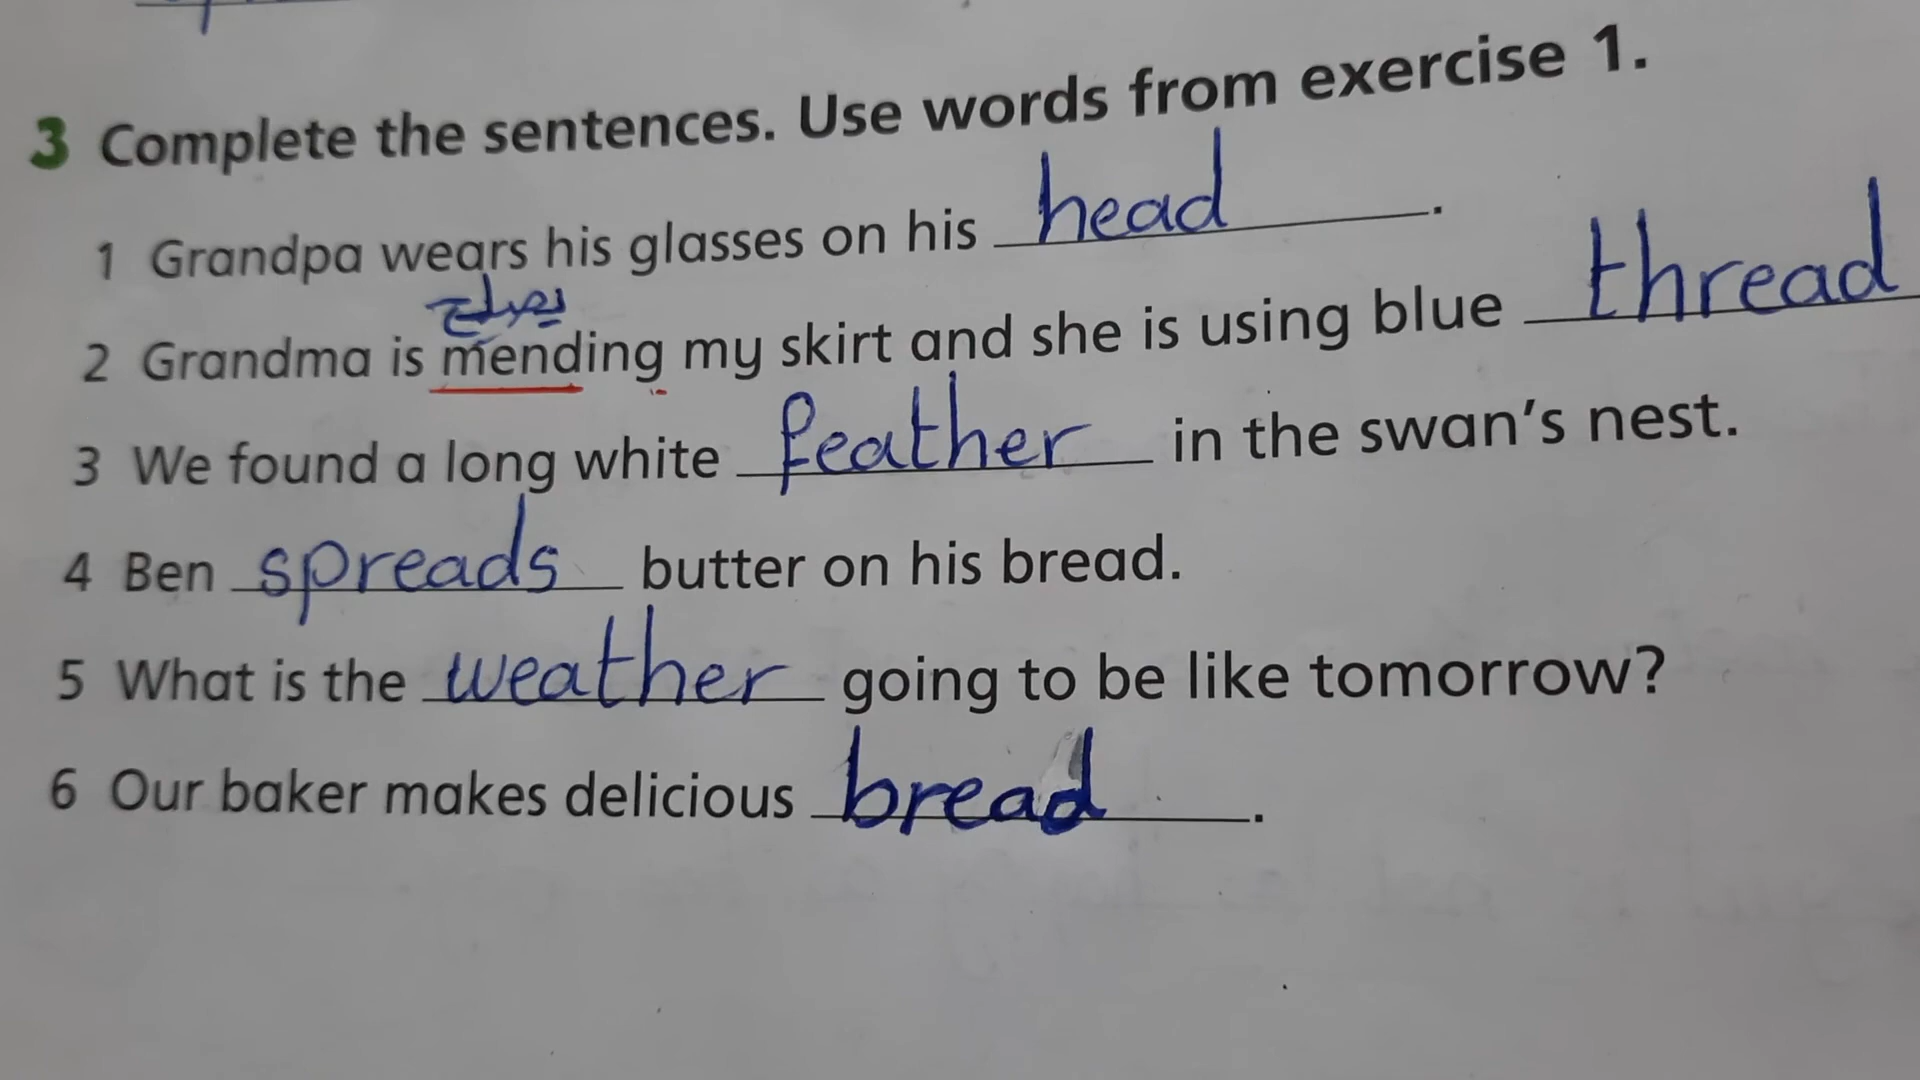 3 Complete the sentences. Use words from exercise 1.
1 Grandpa wears his glasses on his head.
يصلح
2 Grandma is mending my skirt and she is using blue thread
3 We found a long white feather in the swan's nest.
4 Ben spreads butter on his bread.
5 What is the weather going to be like tomorrow?
6 Our baker makes delicious bread.